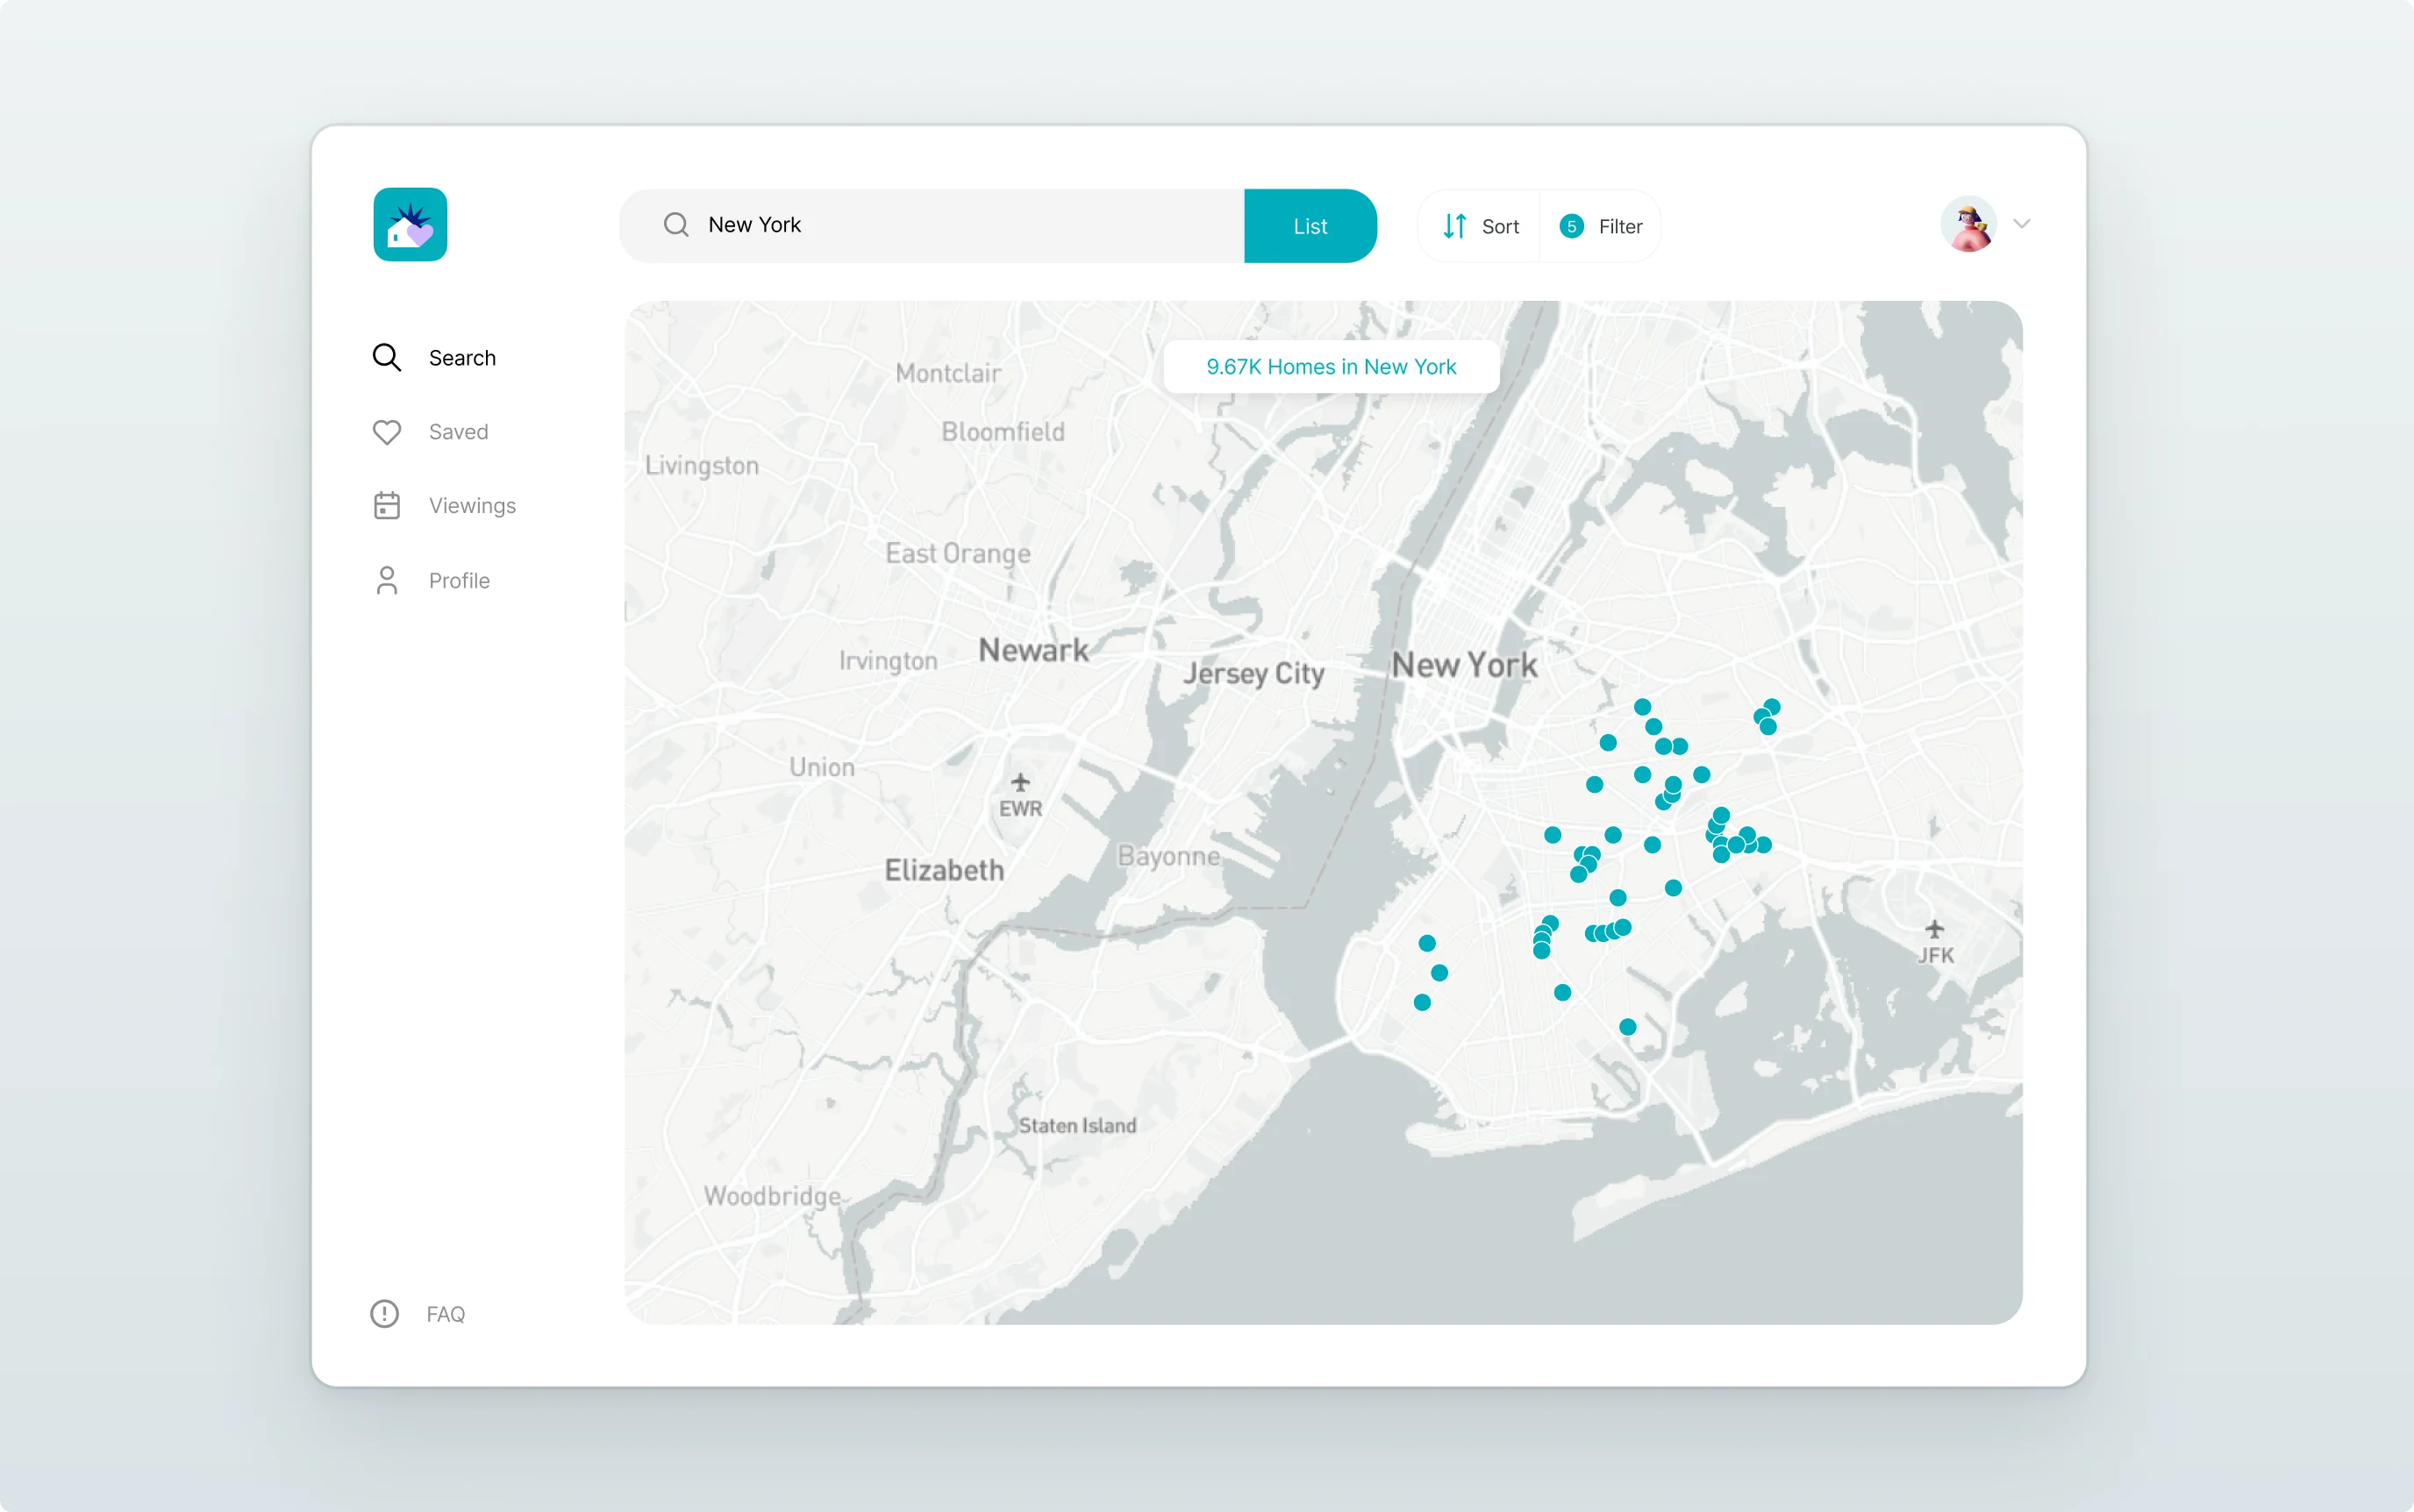 New York
List
Sort
5
Filter
Search
Saved
Viewings
Profile
FAQ
9.67K Homes in New York
Montclair
Bloomfield
Livingston
East Orange
Newark
Irvington
Jersey City
New York
Union
EWR
Bayonne
Elizabeth
JFK
Staten Island
Woodbridge